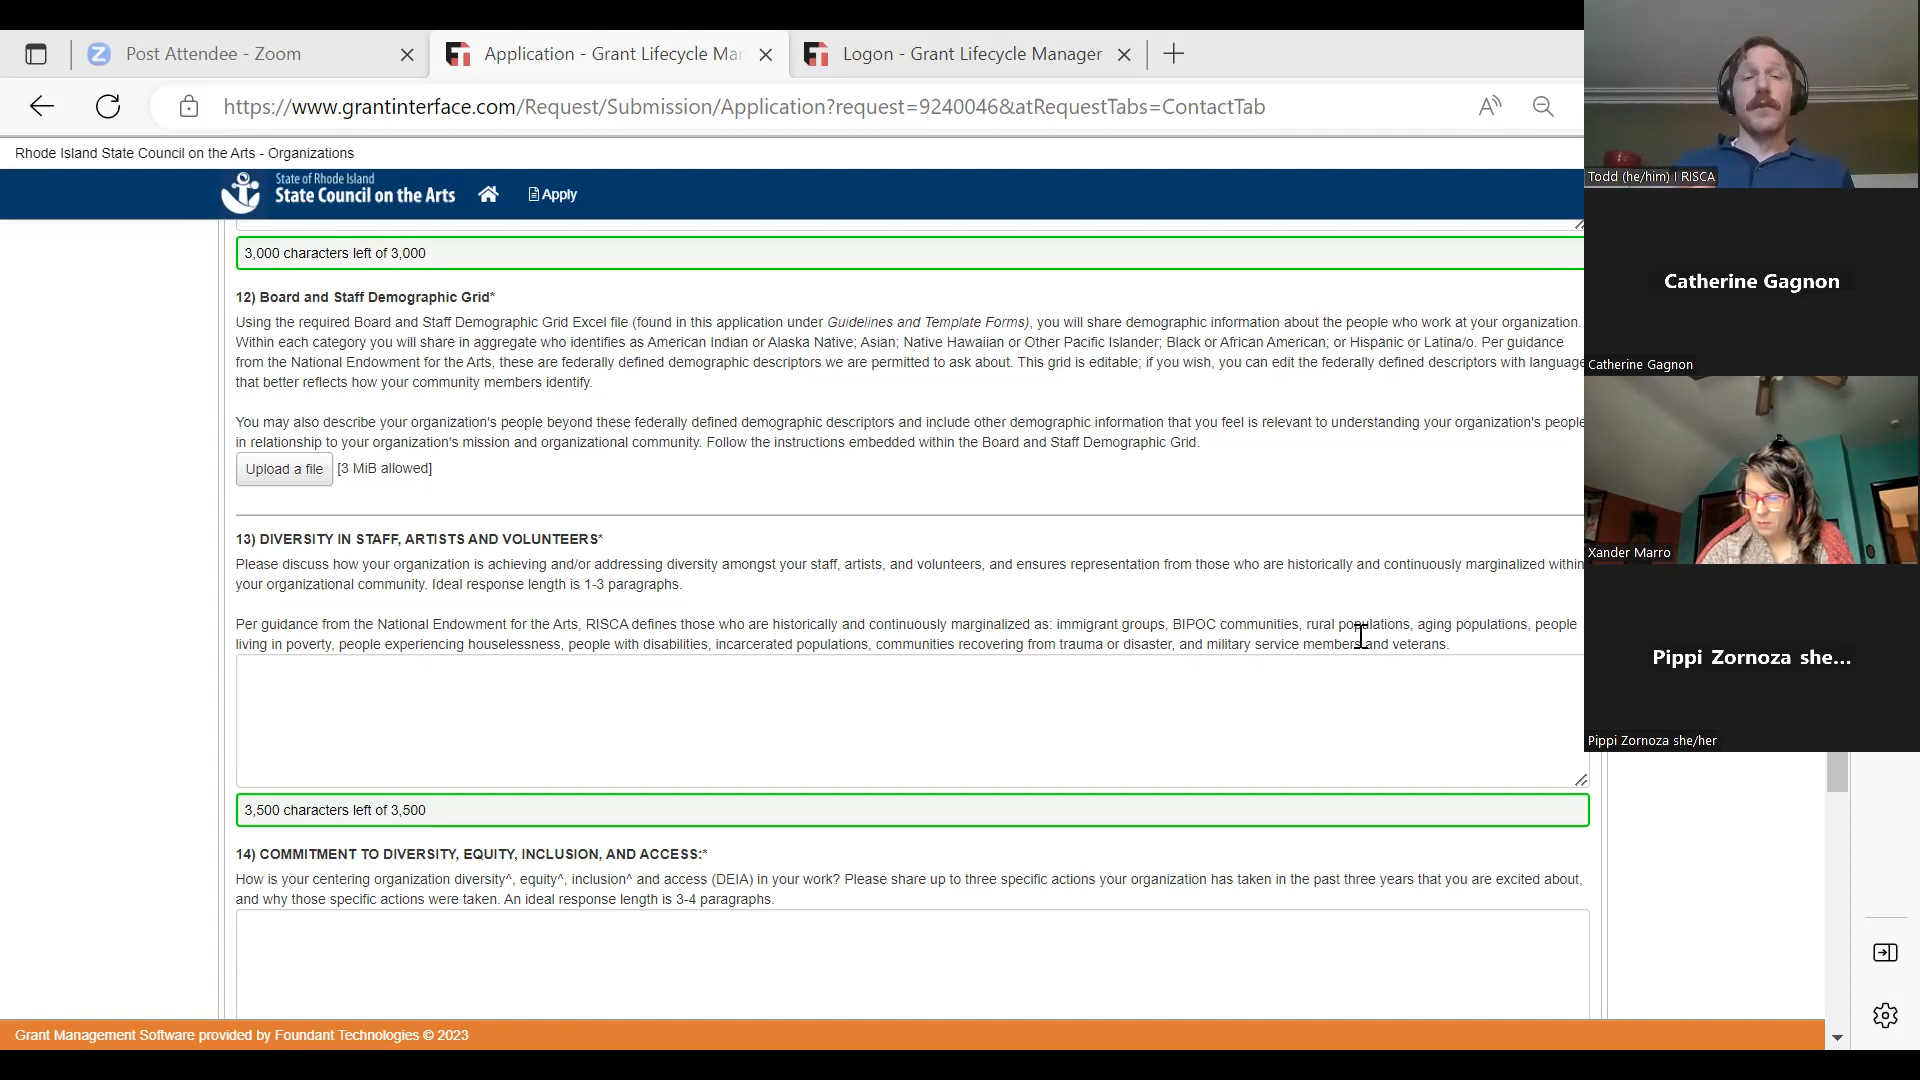 Post Attendee - Zoom
Application - Grant Lifecycle Mar
Logon - Grant Lifecycle Manager
https://www.grantinterface.com/Request/Submission/Application?request=9240046&atRequestTabs=ContactTab
Rhode Island State Council on the Arts - Organizations
State of Rhode Island
State Council on the Arts
Apply
3,000 characters left of 3,000
12) Board and Staff Demographic Grid*
Using the required Board and Staff Demographic Grid Excel file (found in this application under Guidelines and Template Forms), you will share demographic information about the people who work at your organization.
Within each category you will share in aggregate who identifies as American Indian or Alaska Native; Asian; Native Hawaiian or Other Pacific Islander; Black or African American; or Hispanic or Latina/o. Per guidance
from the National Endowment for the Arts, these are federally defined demographic descriptors we are permitted to ask about. This grid is editable; if you wish, you can edit the federally defined descriptors with language
that better reflects how your community members identify.
You may also describe your organization's people beyond these federally defined demographic descriptors and include other demographic information that you feel is relevant to understanding your organization's people
in relationship to your organization's mission and organizational community. Follow the instructions embedded within the Board and Staff Demographic Grid.
Upload a file [3 MiB allowed]
13) DIVERSITY IN STAFF, ARTISTS AND VOLUNTEERS*
Please discuss how your organization is achieving and/or addressing diversity amongst your staff, artists, and volunteers, and ensures representation from those who are historically and continuously marginalized within
your organizational community. Ideal response length is 1-3 paragraphs.
Per guidance from the National Endowment for the Arts, RISCA defines those who are historically and continuously marginalized as: immigrant groups, BIPOC communities, rural populations, aging populations, people
living in poverty, people experiencing houselessness, people with disabilities, incarcerated populations, communities recovering from trauma or disaster, and military service members and veterans.
3,500 characters left of 3,500
14) COMMITMENT TO DIVERSITY, EQUITY, INCLUSION, AND ACCESS:*
How is your centering organization diversity^, equity^, inclusion^ and access (DEIA) in your work? Please share up to three specific actions your organization has taken in the past three years that you are excited about,
and why those specific actions were taken. An ideal response length is 3-4 paragraphs.
Grant Management Software provided by Foundant Technologies © 2023
Todd (he/him) I RISCA
Catherine Gagnon
Catherine Gagnon
Xander Marro
Pippi Zornoza she...
Pippi Zornoza she/her